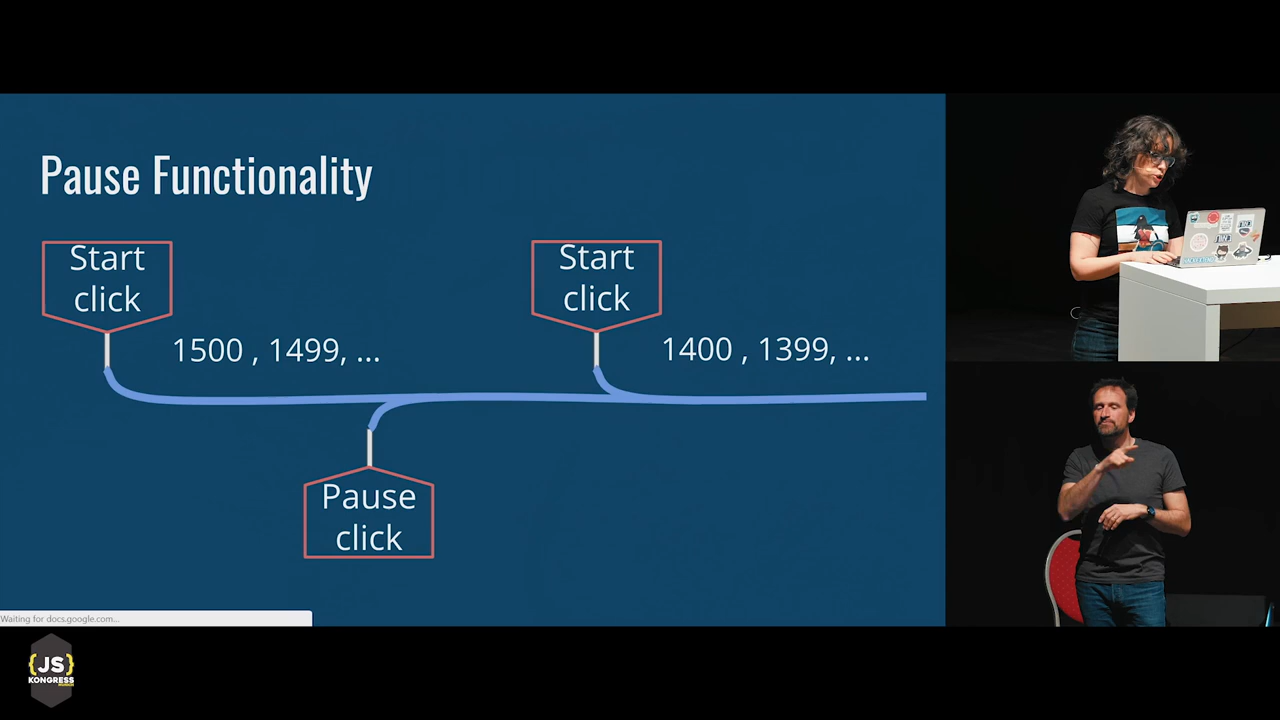 Pause Functionality
Start
click
Start
click
1500 , 1499, ...
1400 , 1399, ...
Pause
click
Waiting for docs.google.com...
{JS}
KONGRESS